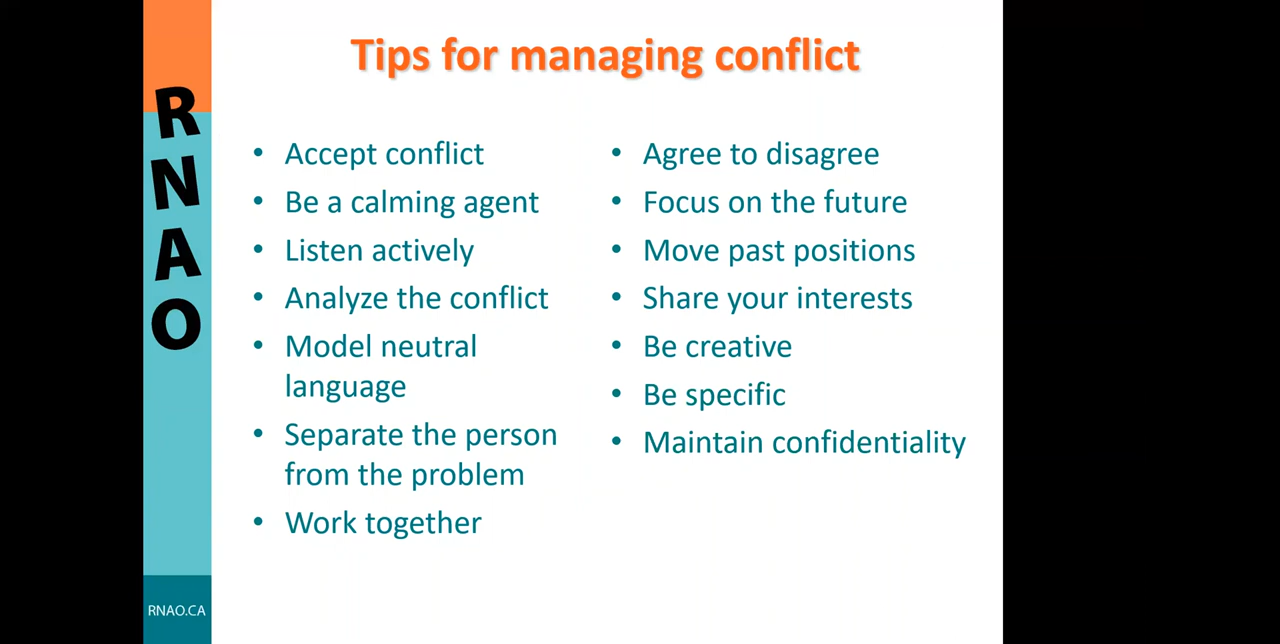 Tips for managing conflict
RNAO
• Accept conflict
• Be a calming agent
• Listen actively
• Analyze the conflict
• Model neutral
language
• Separate the person
from the problem
• Work together
• Agree to disagree
• Focus on the future
• Move past positions
• Share your interests
• Be creative
• Be specific
• Maintain confidentiality
RNAO.CA